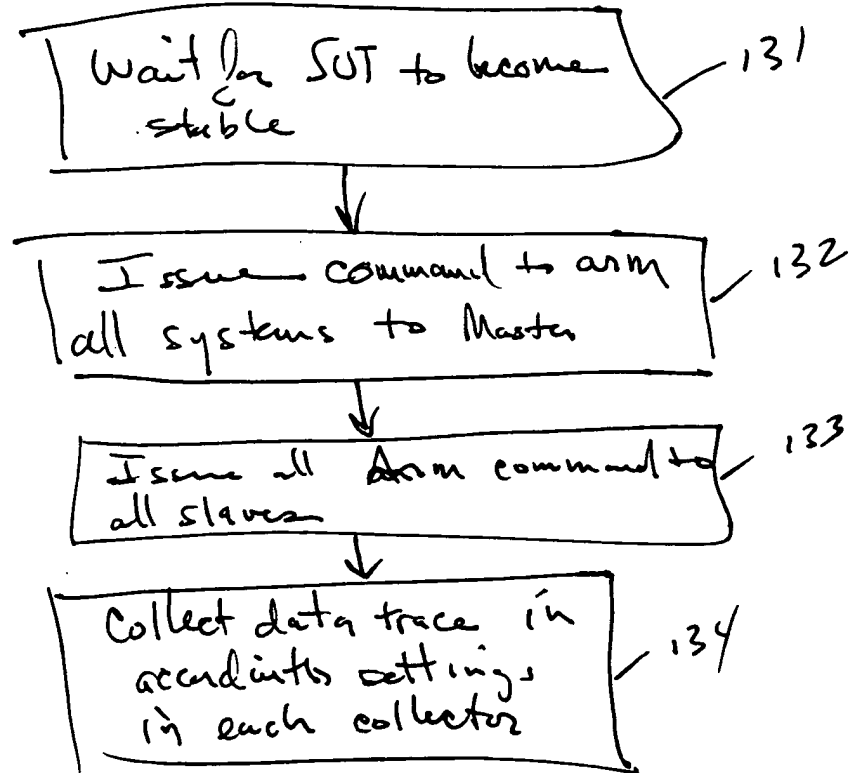 Wait for SUT to become
stable
131
Issue command to arm
all systems to Master
132
Issue all Arm command to
all slaves
133
Collect data trace in
settings
in each collector
134